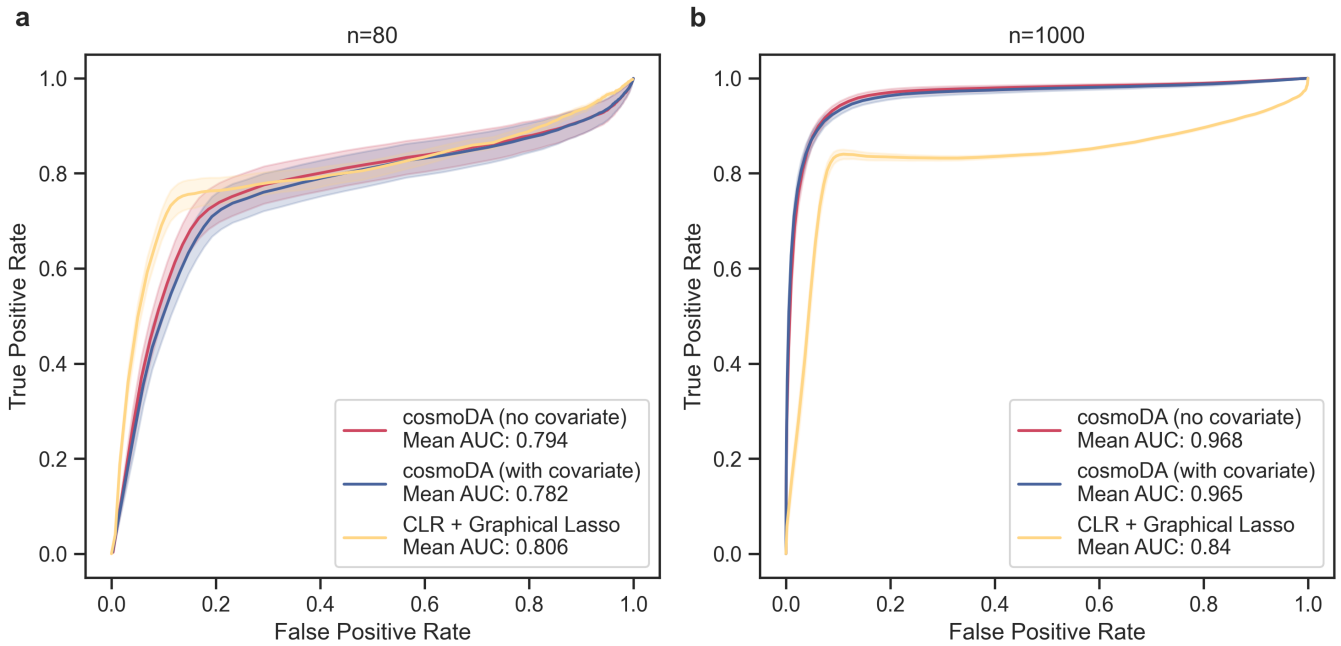 a
n=80
True Positive Rate
1.0
0.8
0.6
0.4
0.2
0.0
cosmoDA (no covariate)
Mean AUC: 0.794
cosmoDA (with covariate)
Mean AUC: 0.782
CLR + Graphical Lasso
Mean AUC: 0.806
0.0 0.2 0.4 0.6 0.8 1.0
False Positive Rate
b
n=1000
True Positive Rate
1.0
0.8
0.6
0.4
0.2
0.0
cosmoDA (no covariate)
Mean AUC: 0.968
cosmoDA (with covariate)
Mean AUC: 0.965
CLR + Graphical Lasso
Mean AUC: 0.84
0.0 0.2 0.4 0.6 0.8 1.0
False Positive Rate